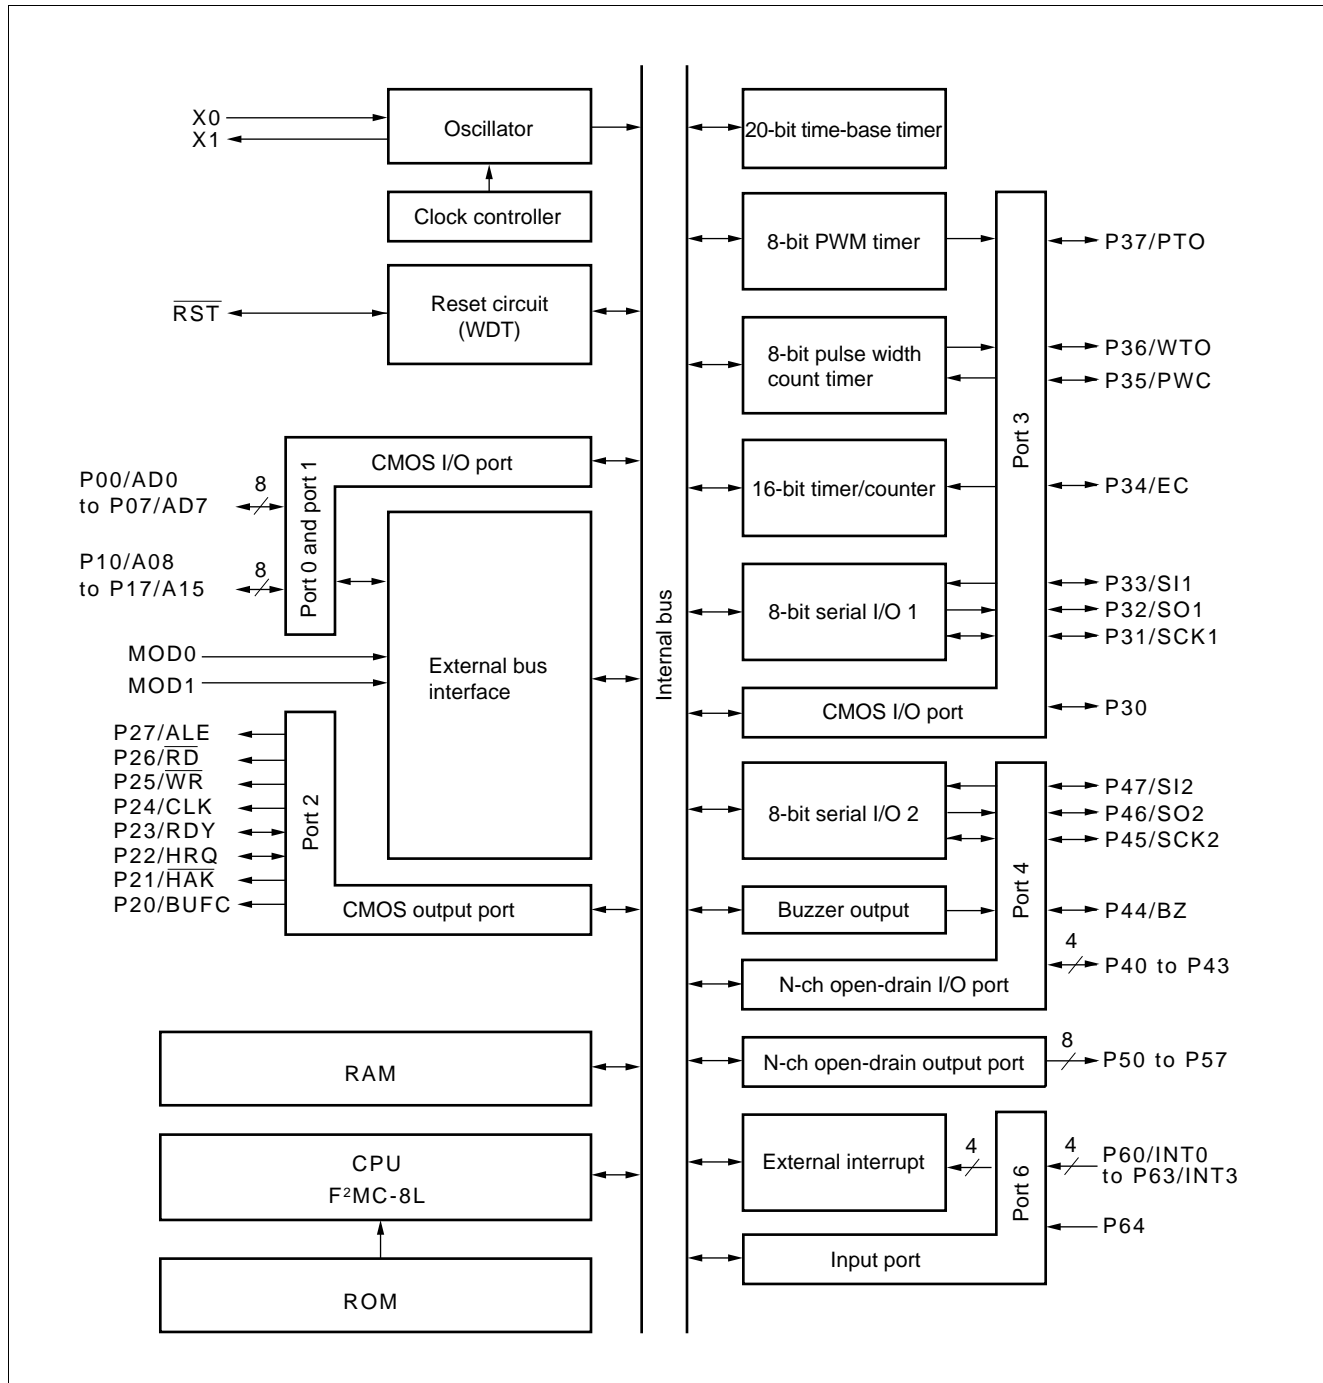 X0
X1
Oscillator
Clock controller
R̅S̅T̅
Reset circuit
(WDT)
P00/AD0
to P07/AD7
8
P10/A08
to P17/A15
8
Port 0 and port 1
CMOS I/O port
MOD0
MOD1
External bus
interface
P27/ALE
P26/R̅D̅
P25/W̅R̅
P24/CLK
P23/RDY
P22/HRQ
P21/H̅A̅K̅
P20/BUFC
Port 2
CMOS output port
RAM
CPU
F²MC-8L
ROM
Internal bus
20-bit time-base timer
8-bit PWM timer
8-bit pulse width
count timer
16-bit timer/counter
8-bit serial I/O 1
CMOS I/O port
Port 3
P37/PTO
P36/WTO
P35/PWC
P34/EC
P33/SI1
P32/SO1
P31/SCK1
P30
8-bit serial I/O 2
Buzzer output
N-ch open-drain I/O port
Port 4
P47/SI2
P46/SO2
P45/SCK2
P44/BZ
4
P40 to P43
N-ch open-drain output port
8
P50 to P57
External interrupt
4
Input port
Port 6
4
P60/INT0
to P63/INT3
P64